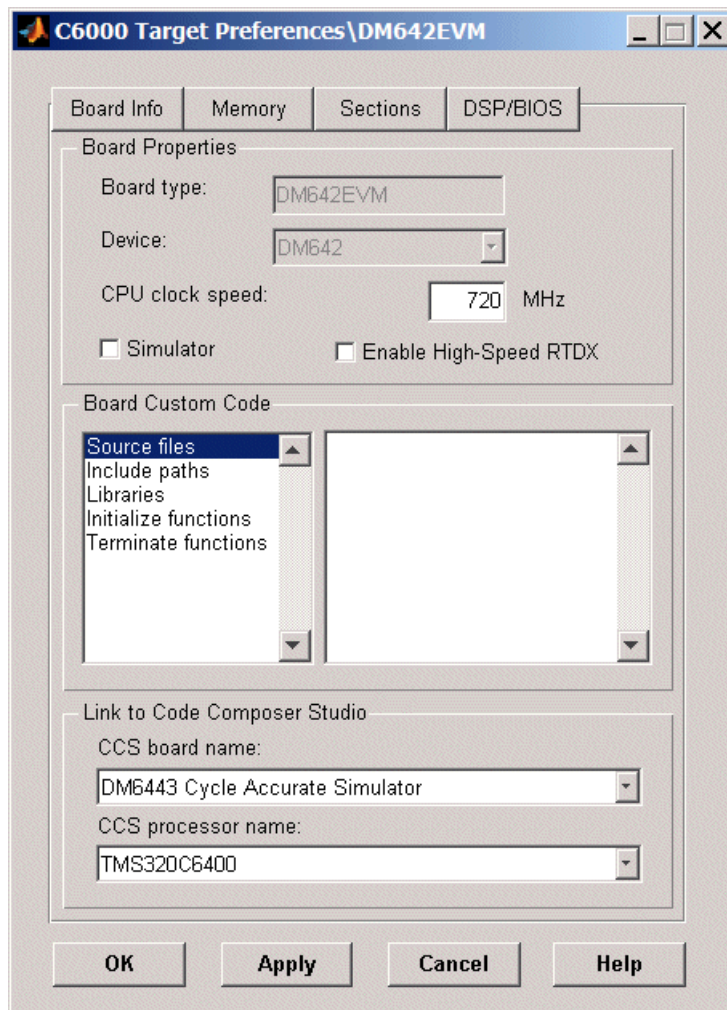 C6000 Target Preferences\DM642EVM
Board Info Memory Sections DSP/BIOS
Board Properties
Board type: DM642EVM
Device: DM642
CPU clock speed: 720 MHz
Simulator Enable High-Speed RTDX
Board Custom Code
Source files
Include paths
Libraries
Initialize functions
Terminate functions
Link to Code Composer Studio
CCS board name:
DM6443 Cycle Accurate Simulator
CCS processor name:
TMS320C6400
OK Apply Cancel Help